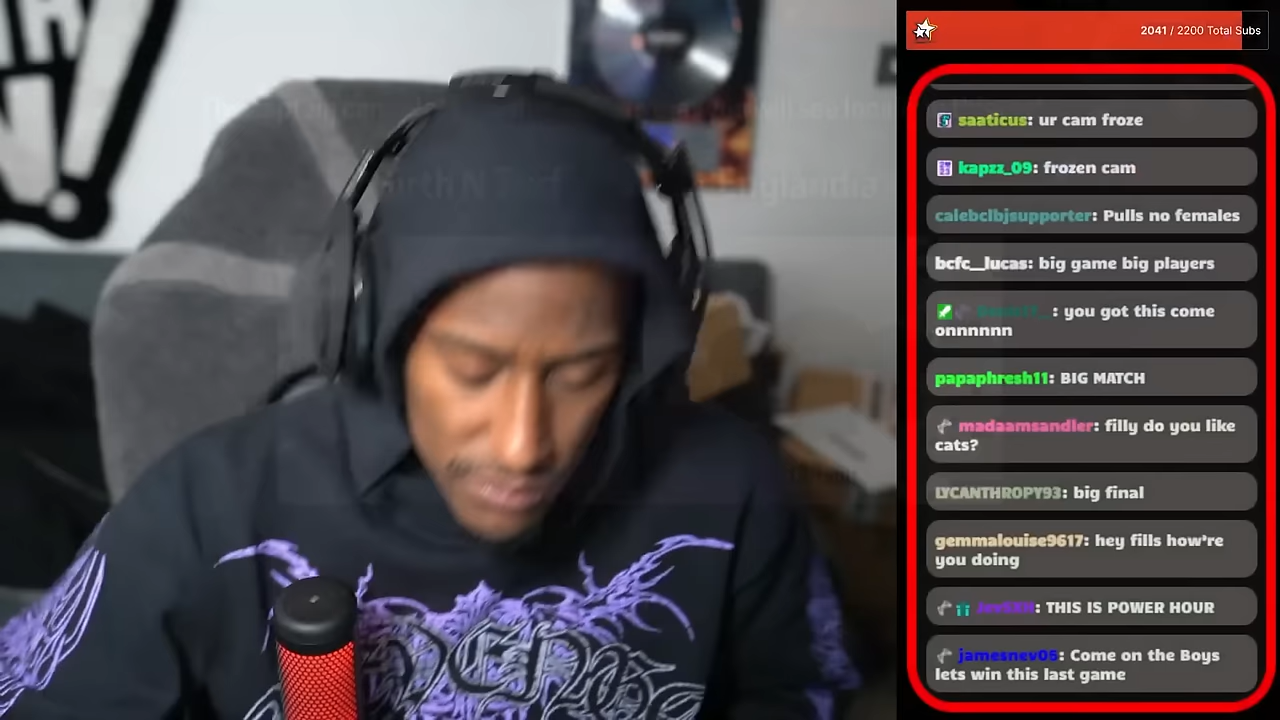 2041 / 2200 Total Subs
saaticus: ur cam froze
kapzz_09: frozen cam
calebclbjsupporter: Pulls no females
bcfc__lucas: big game big players
: you got this come
onnnnnn
papaphresh11: BIG MATCH
madaamsandler: filly do you like
cats?
LYCANTHROPY93: big final
gemmalouise9617: hey fills how're
you doing
: THIS IS POWER HOUR
jamesnev05: Come on the Boys
lets win this last game